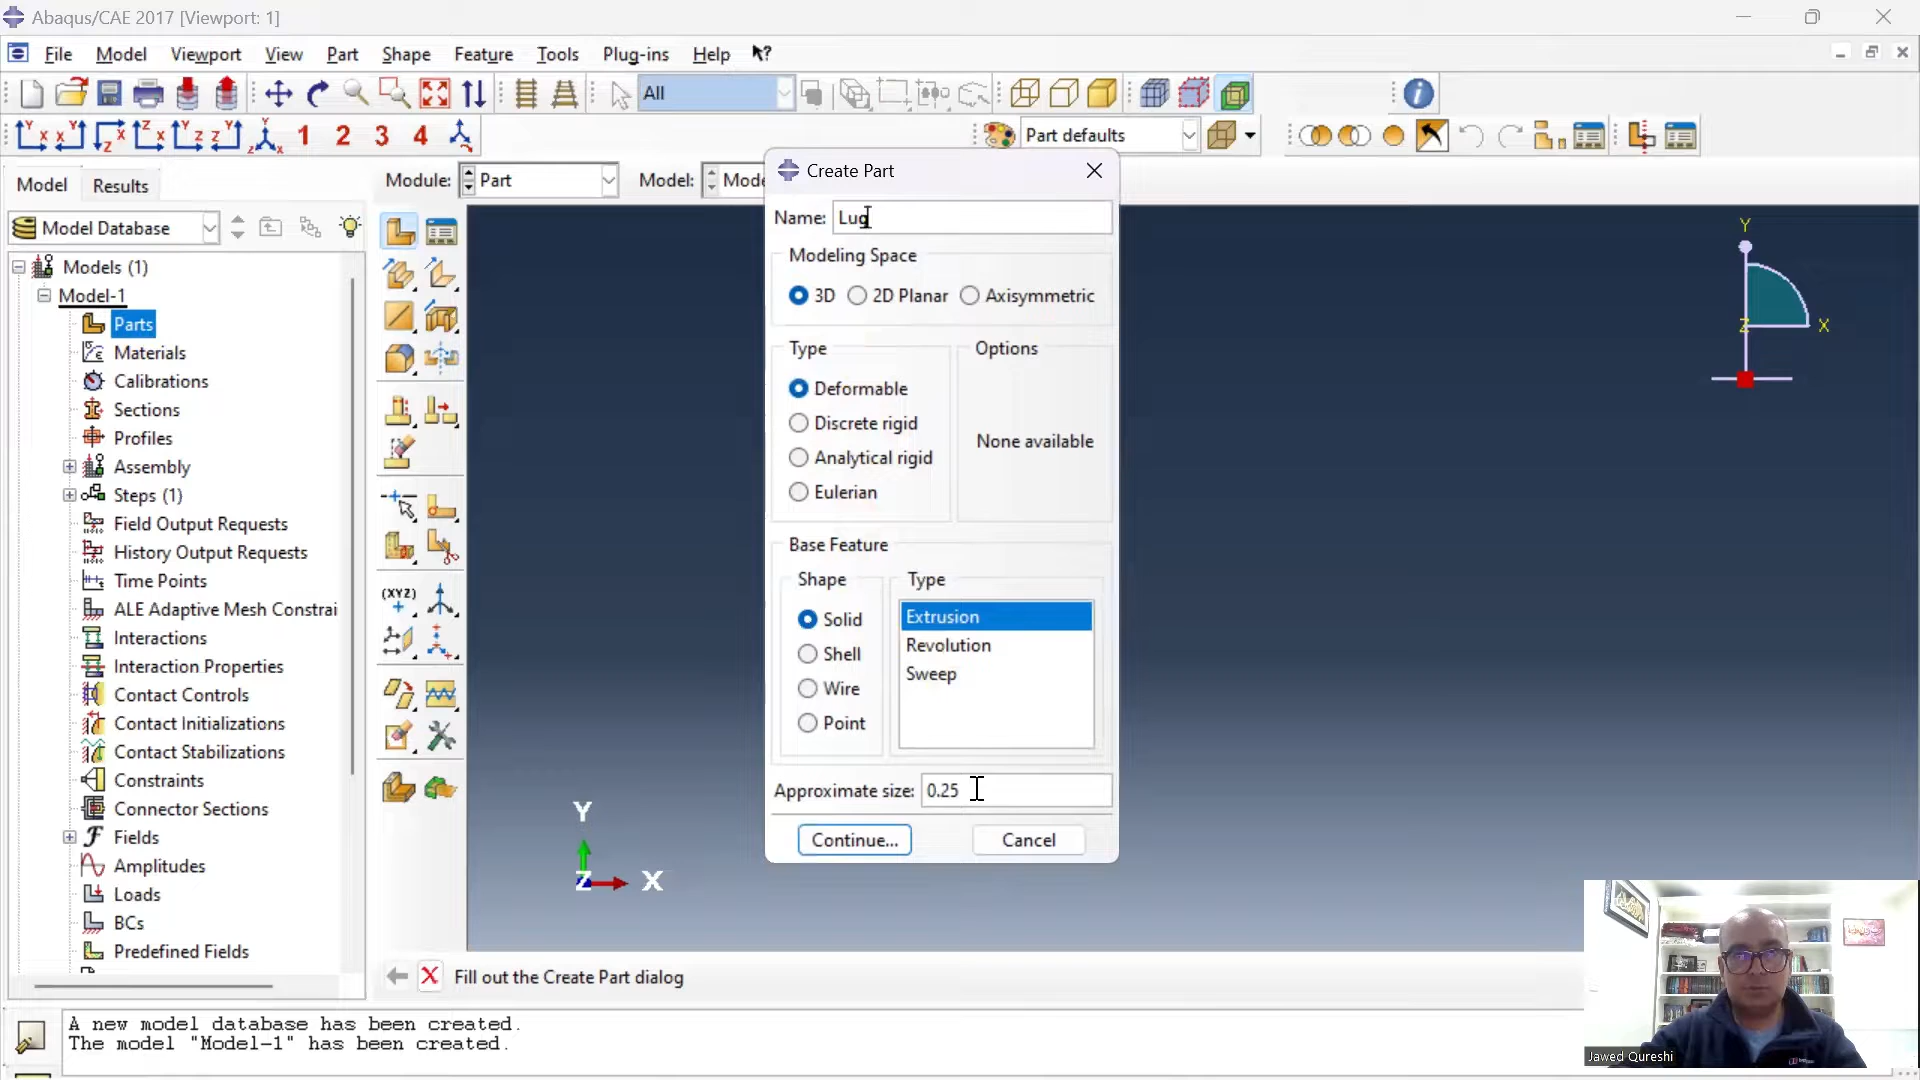 Abaqus/CAE 2017 [Viewport: 1]
File Model Viewport View Part Shape Feature Tools Plug-ins Help
All
1 2 3 4
Part defaults
Model Results
Module: Part Model: Mode
Model Database
Models (1)
Model-1
Parts
Materials
Calibrations
Sections
Profiles
Assembly
Steps (1)
Field Output Requests
History Output Requests
Time Points
ALE Adaptive Mesh Constrai
Interactions
Interaction Properties
Contact Controls
Contact Initializations
Contact Stabilizations
Constraints
Connector Sections
Fields
Amplitudes
Loads
BCs
Predefined Fields
(XYZ)
Create Part
Name: Lug
Modeling Space
3D 2D Planar Axisymmetric
Type
Deformable
Discrete rigid
Analytical rigid
Eulerian
Options
None available
Base Feature
Shape
Solid
Shell
Wire
Point
Type
Extrusion
Revolution
Sweep
Approximate size: 0.25
Continue... Cancel
Y
Z X
Y
Z X
Fill out the Create Part dialog
A new model database has been created.
The model "Model-1" has been created.
Jawed Qureshi